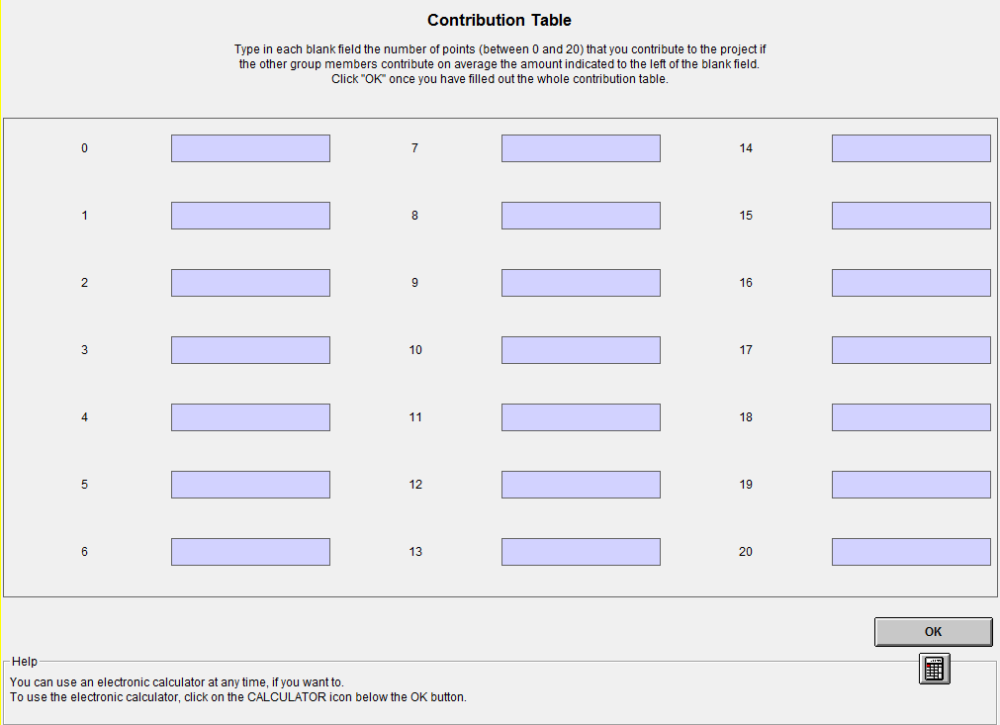 Contribution Table
Type in each blank field the number of points (between 0 and 20) that you contribute to the project if
the other group members contribute on average the amount indicated to the left of the blank field.
Click "OK" once you have filled out the whole contribution table.
0 7 14
1 8 15
2 9 16
3 10 17
4 11 18
5 12 19
6 13 20
OK
Help
You can use an electronic calculator at any time, if you want to.
To use the electronic calculator, click on the CALCULATOR icon below the OK button.